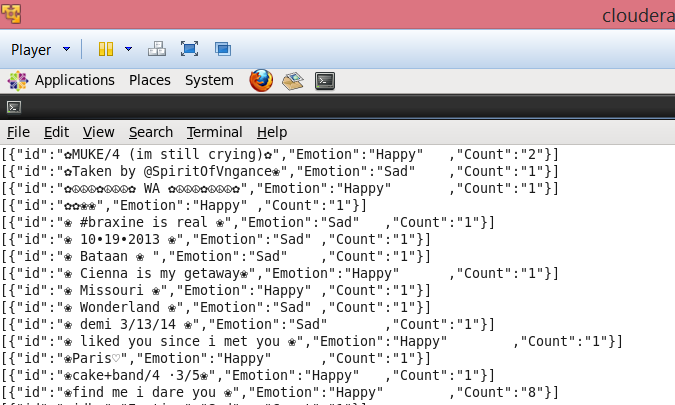 cloudera
Player
Applications Places System
File Edit View Search Terminal Help
[{"id":"✿MUKE/4 (im still crying)✿","Emotion":"Happy"   ,"Count":"2"}]
[{"id":"✿Taken by @SpiritOfVngance❀","Emotion":"Sad"    ,"Count":"1"}]
[{"id":"✿☮☮☮✿☮☮☮✿ WA ✿☮☮☮✿☮☮☮✿","Emotion":"Happy"       ,"Count":"1"}]
[{"id":"✿✿❀❀","Emotion":"Happy" ,"Count":"1"}]
[{"id":"❀ #braxine is real ❀","Emotion":"Sad"   ,"Count":"1"}]
[{"id":"❀ 10•19•2013 ❀","Emotion":"Sad" ,"Count":"1"}]
[{"id":"❀ Bataan ❀ ","Emotion":"Sad"    ,"Count":"1"}]
[{"id":"❀ Cienna is my getaway❀","Emotion":"Happy"      ,"Count":"1"}]
[{"id":"❀ Missouri ❀","Emotion":"Happy" ,"Count":"1"}]
[{"id":"❀ Wonderland ❀","Emotion":"Sad" ,"Count":"1"}]
[{"id":"❀ demi 3/13/14 ❀","Emotion":"Sad"       ,"Count":"1"}]
[{"id":"❀ liked you since i met you ❀","Emotion":"Happy"        ,"Count":"1"}]
[{"id":"❀Paris♡","Emotion":"Happy"      ,"Count":"1"}]
[{"id":"❀cake+band/4 ·3/5❀","Emotion":"Happy"   ,"Count":"1"}]
[{"id":"❀find me i dare you ❀","Emotion":"Happy"        ,"Count":"8"}]